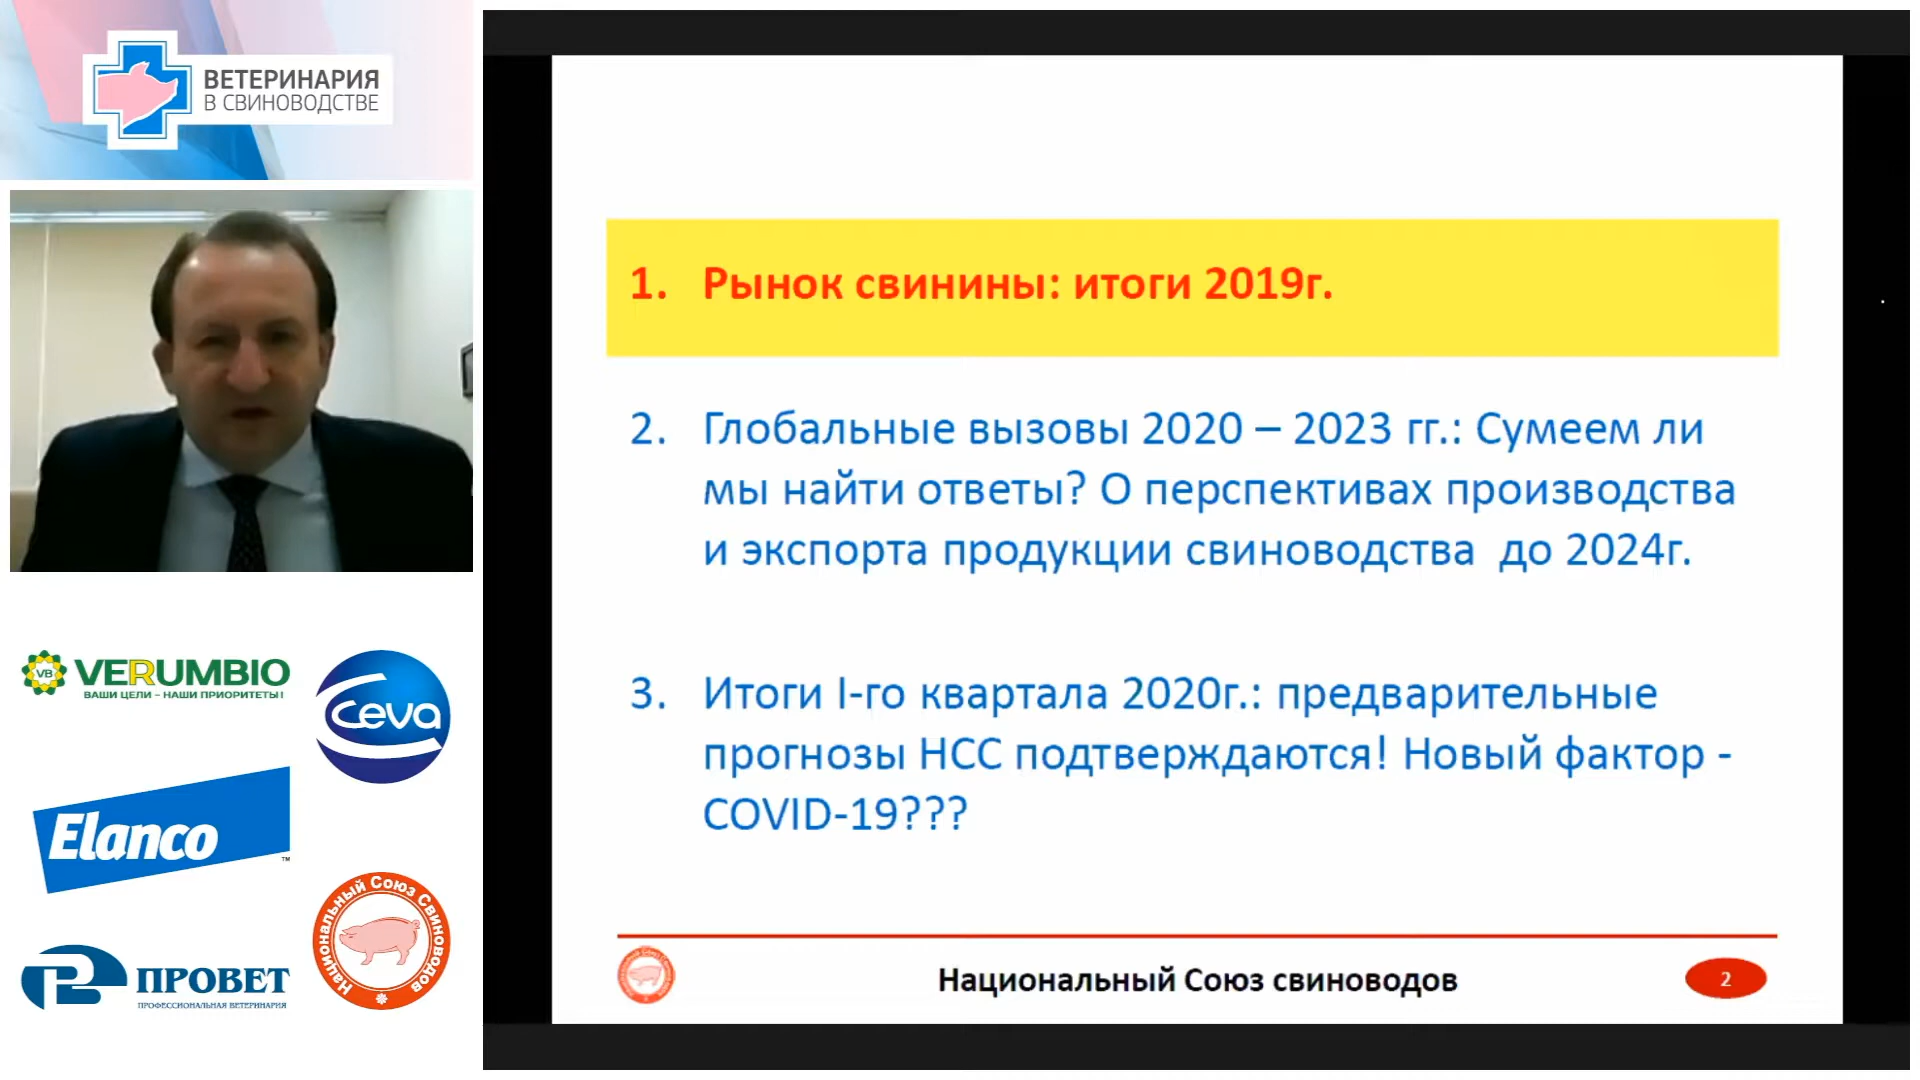 ВЕТЕРИНАРИЯ
В СВИНОВОДСТВЕ
1. Рынок свинины: итоги 2019г.
2. Глобальные вызовы 2020 – 2023 гг.: Сумеем ли
мы найти ответы? О перспективах производства
и экспорта продукции свиноводства до 2024г.
3. Итоги I-го квартала 2020г.: предварительные
прогнозы НСС подтверждаются! Новый фактор -
COVID-19???
Национальный Союз свиноводов
2
VB
VERUMBIO
ВАШИ ЦЕЛИ – НАШИ ПРИОРИТЕТЫ!
Ceva
Elanco
™
Национальный Союз Свиноводов
ПРОВЕТ
ПРОФЕССИОНАЛЬНАЯ ВЕТЕРИНАРИЯ